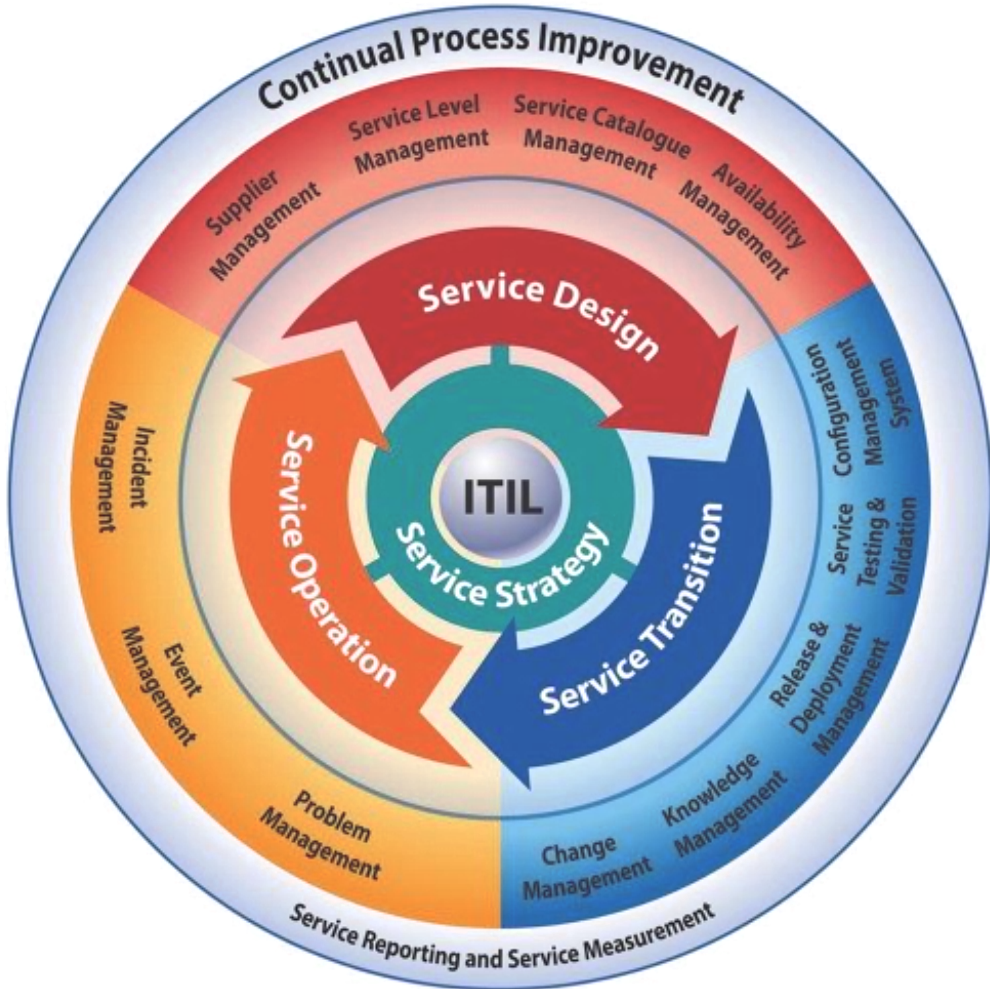 Continual Process Improvement
Supplier
Management
Service Level
Management
Service Catalogue
Management
Availability
Management
Configuration
Management
System
Service
Testing &
Validation
Release &
Deployment
Management
Knowledge
Management
Change
Management
Problem
Management
Event
Management
Incident
Management
Service Design
Service Transition
Service Operation
Service Strategy
ITIL
Service Reporting and Service Measurement